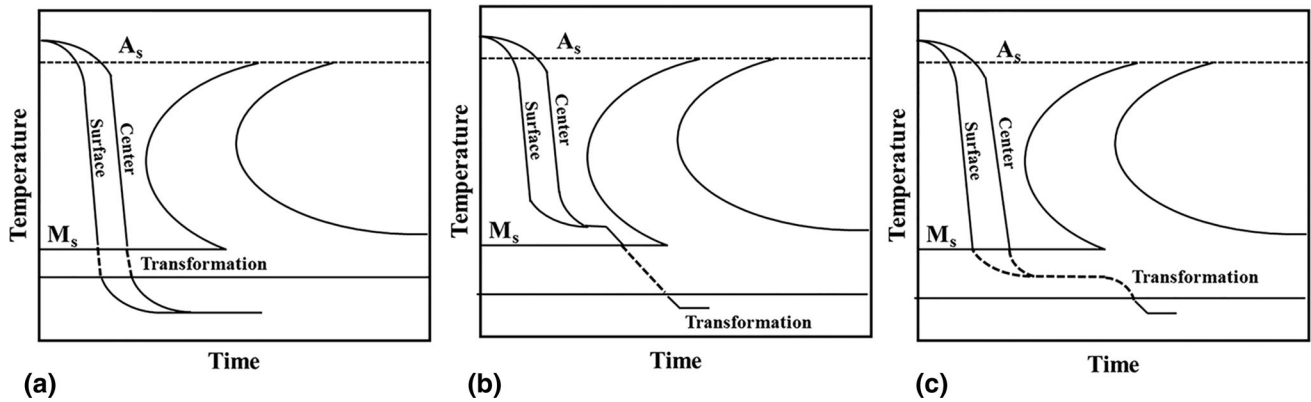 Temperature
A_s
Surface
Center
M_s
Transformation
Time
(a)
Temperature
A_s
Surface
Center
M_s
Transformation
Time
(b)
Temperature
A_s
Surface
Center
M_s
Transformation
Time
(c)